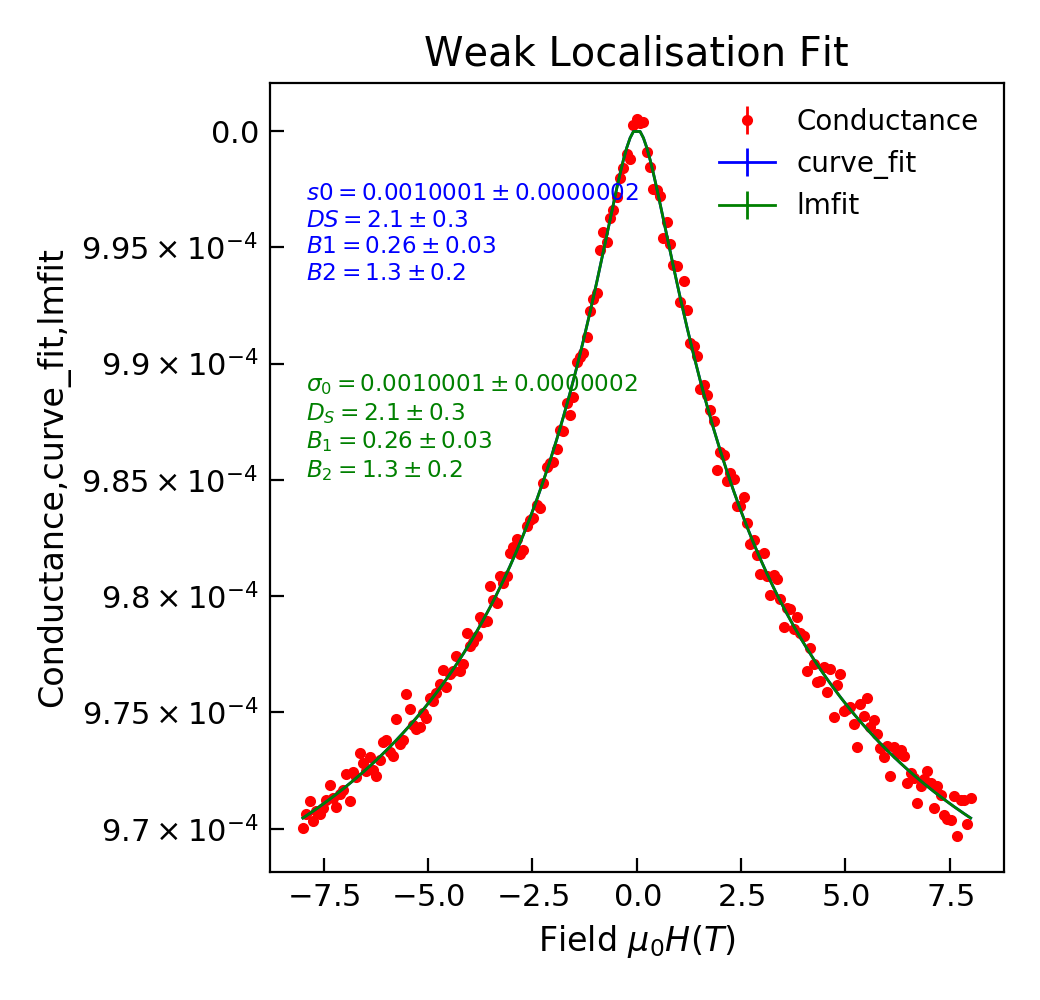 Weak Localisation Fit
Conductance
curve_fit
lmfit
s0 = 0.0010001 ± 0.0000002
DS = 2.1 ± 0.3
B1 = 0.26 ± 0.03
B2 = 1.3 ± 0.2
σ₀ = 0.0010001 ± 0.0000002
D_S = 2.1 ± 0.3
B₁ = 0.26 ± 0.03
B₂ = 1.3 ± 0.2
0.0
9.95 × 10⁻⁴
9.9 × 10⁻⁴
9.85 × 10⁻⁴
9.8 × 10⁻⁴
9.75 × 10⁻⁴
9.7 × 10⁻⁴
Conductance,curve_fit,lmfit
−7.5 −5.0 −2.5 0.0 2.5 5.0 7.5
Field μ₀H(T)